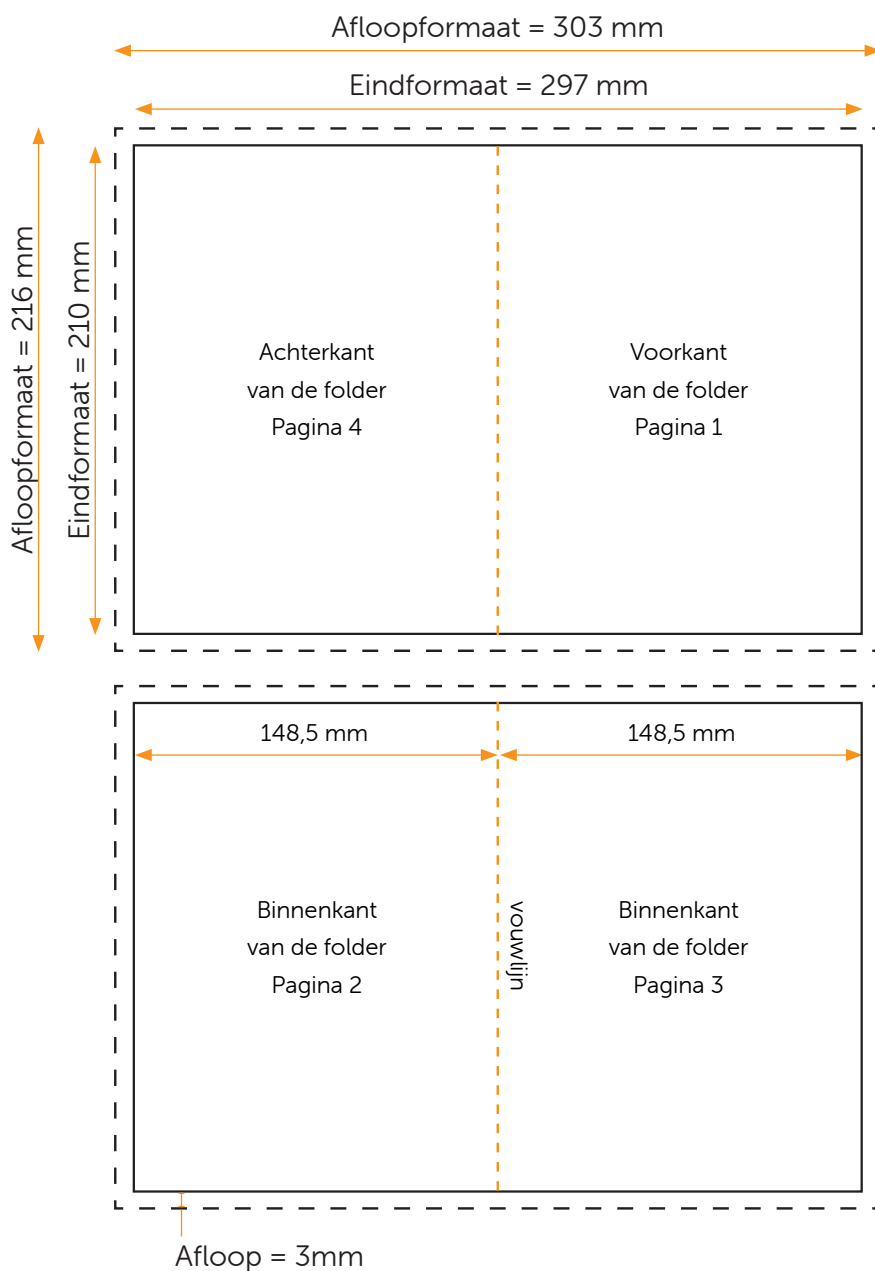 Afloopformaat = 303 mm
Eindformaat = 297 mm
Afloopformaat = 216 mm
Eindformaat = 210 mm
Achterkant
van de folder
Pagina 4
Voorkant
van de folder
Pagina 1
148,5 mm
148,5 mm
Binnenkant
van de folder
Pagina 2
vouwlijn
Binnenkant
van de folder
Pagina 3
Afloop = 3mm